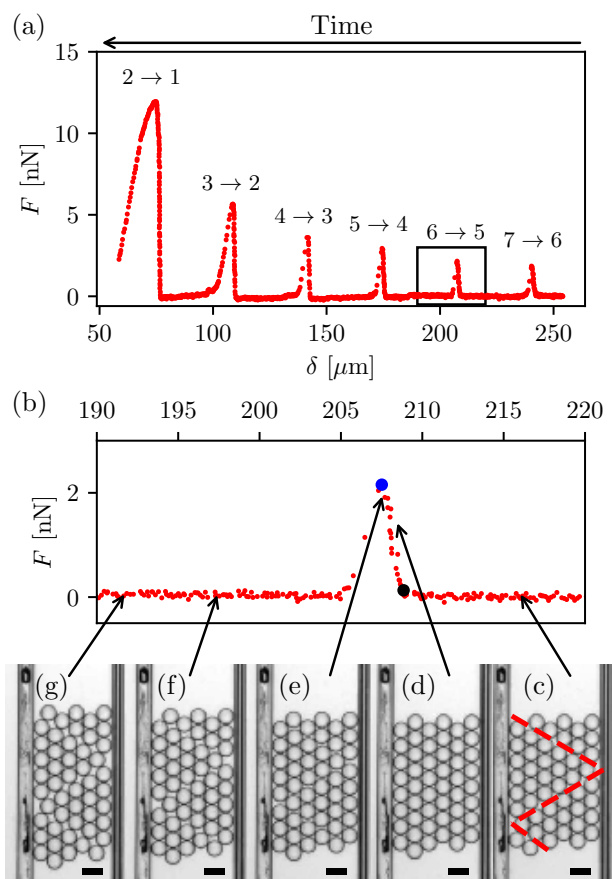 (a)
Time
15
10
5
0
F [nN]
2 → 1
3 → 2
4 → 3
5 → 4
6 → 5
7 → 6
50 100 150 200 250
δ [μm]
(b)
190 195 200 205 210 215 220
2
0
F [nN]
(g) (f) (e) (d) (c)